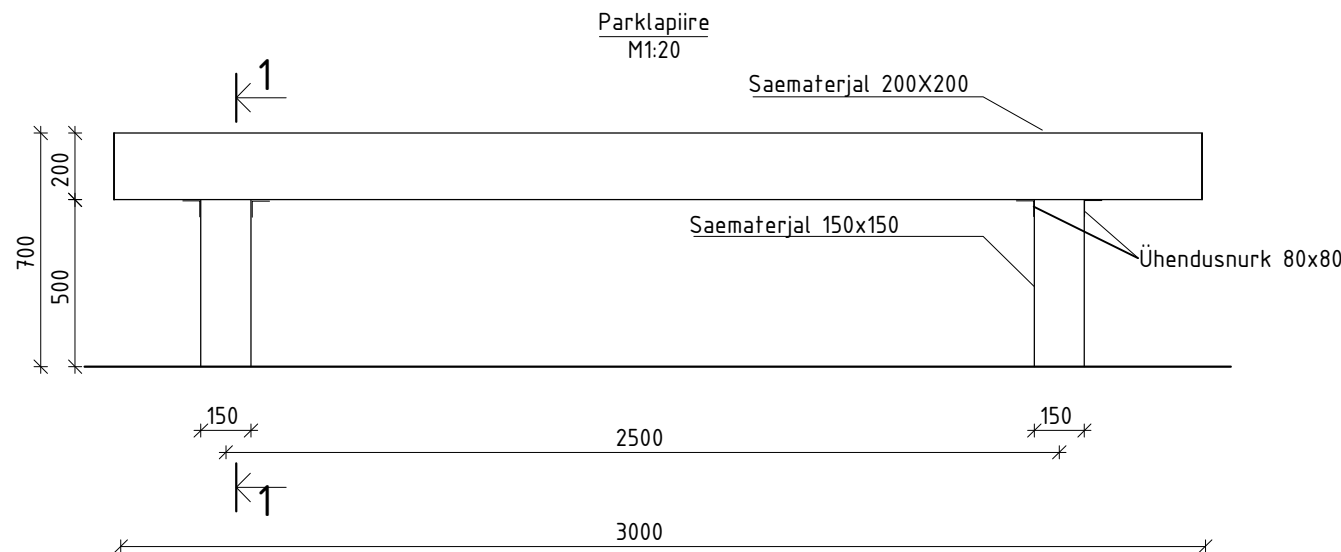 Parklapiire
M1:20
1
Saematerjal 200X200
200
700
500
Saematerjal 150x150
Ühendusnurk 80x80
150
150
2500
1
3000